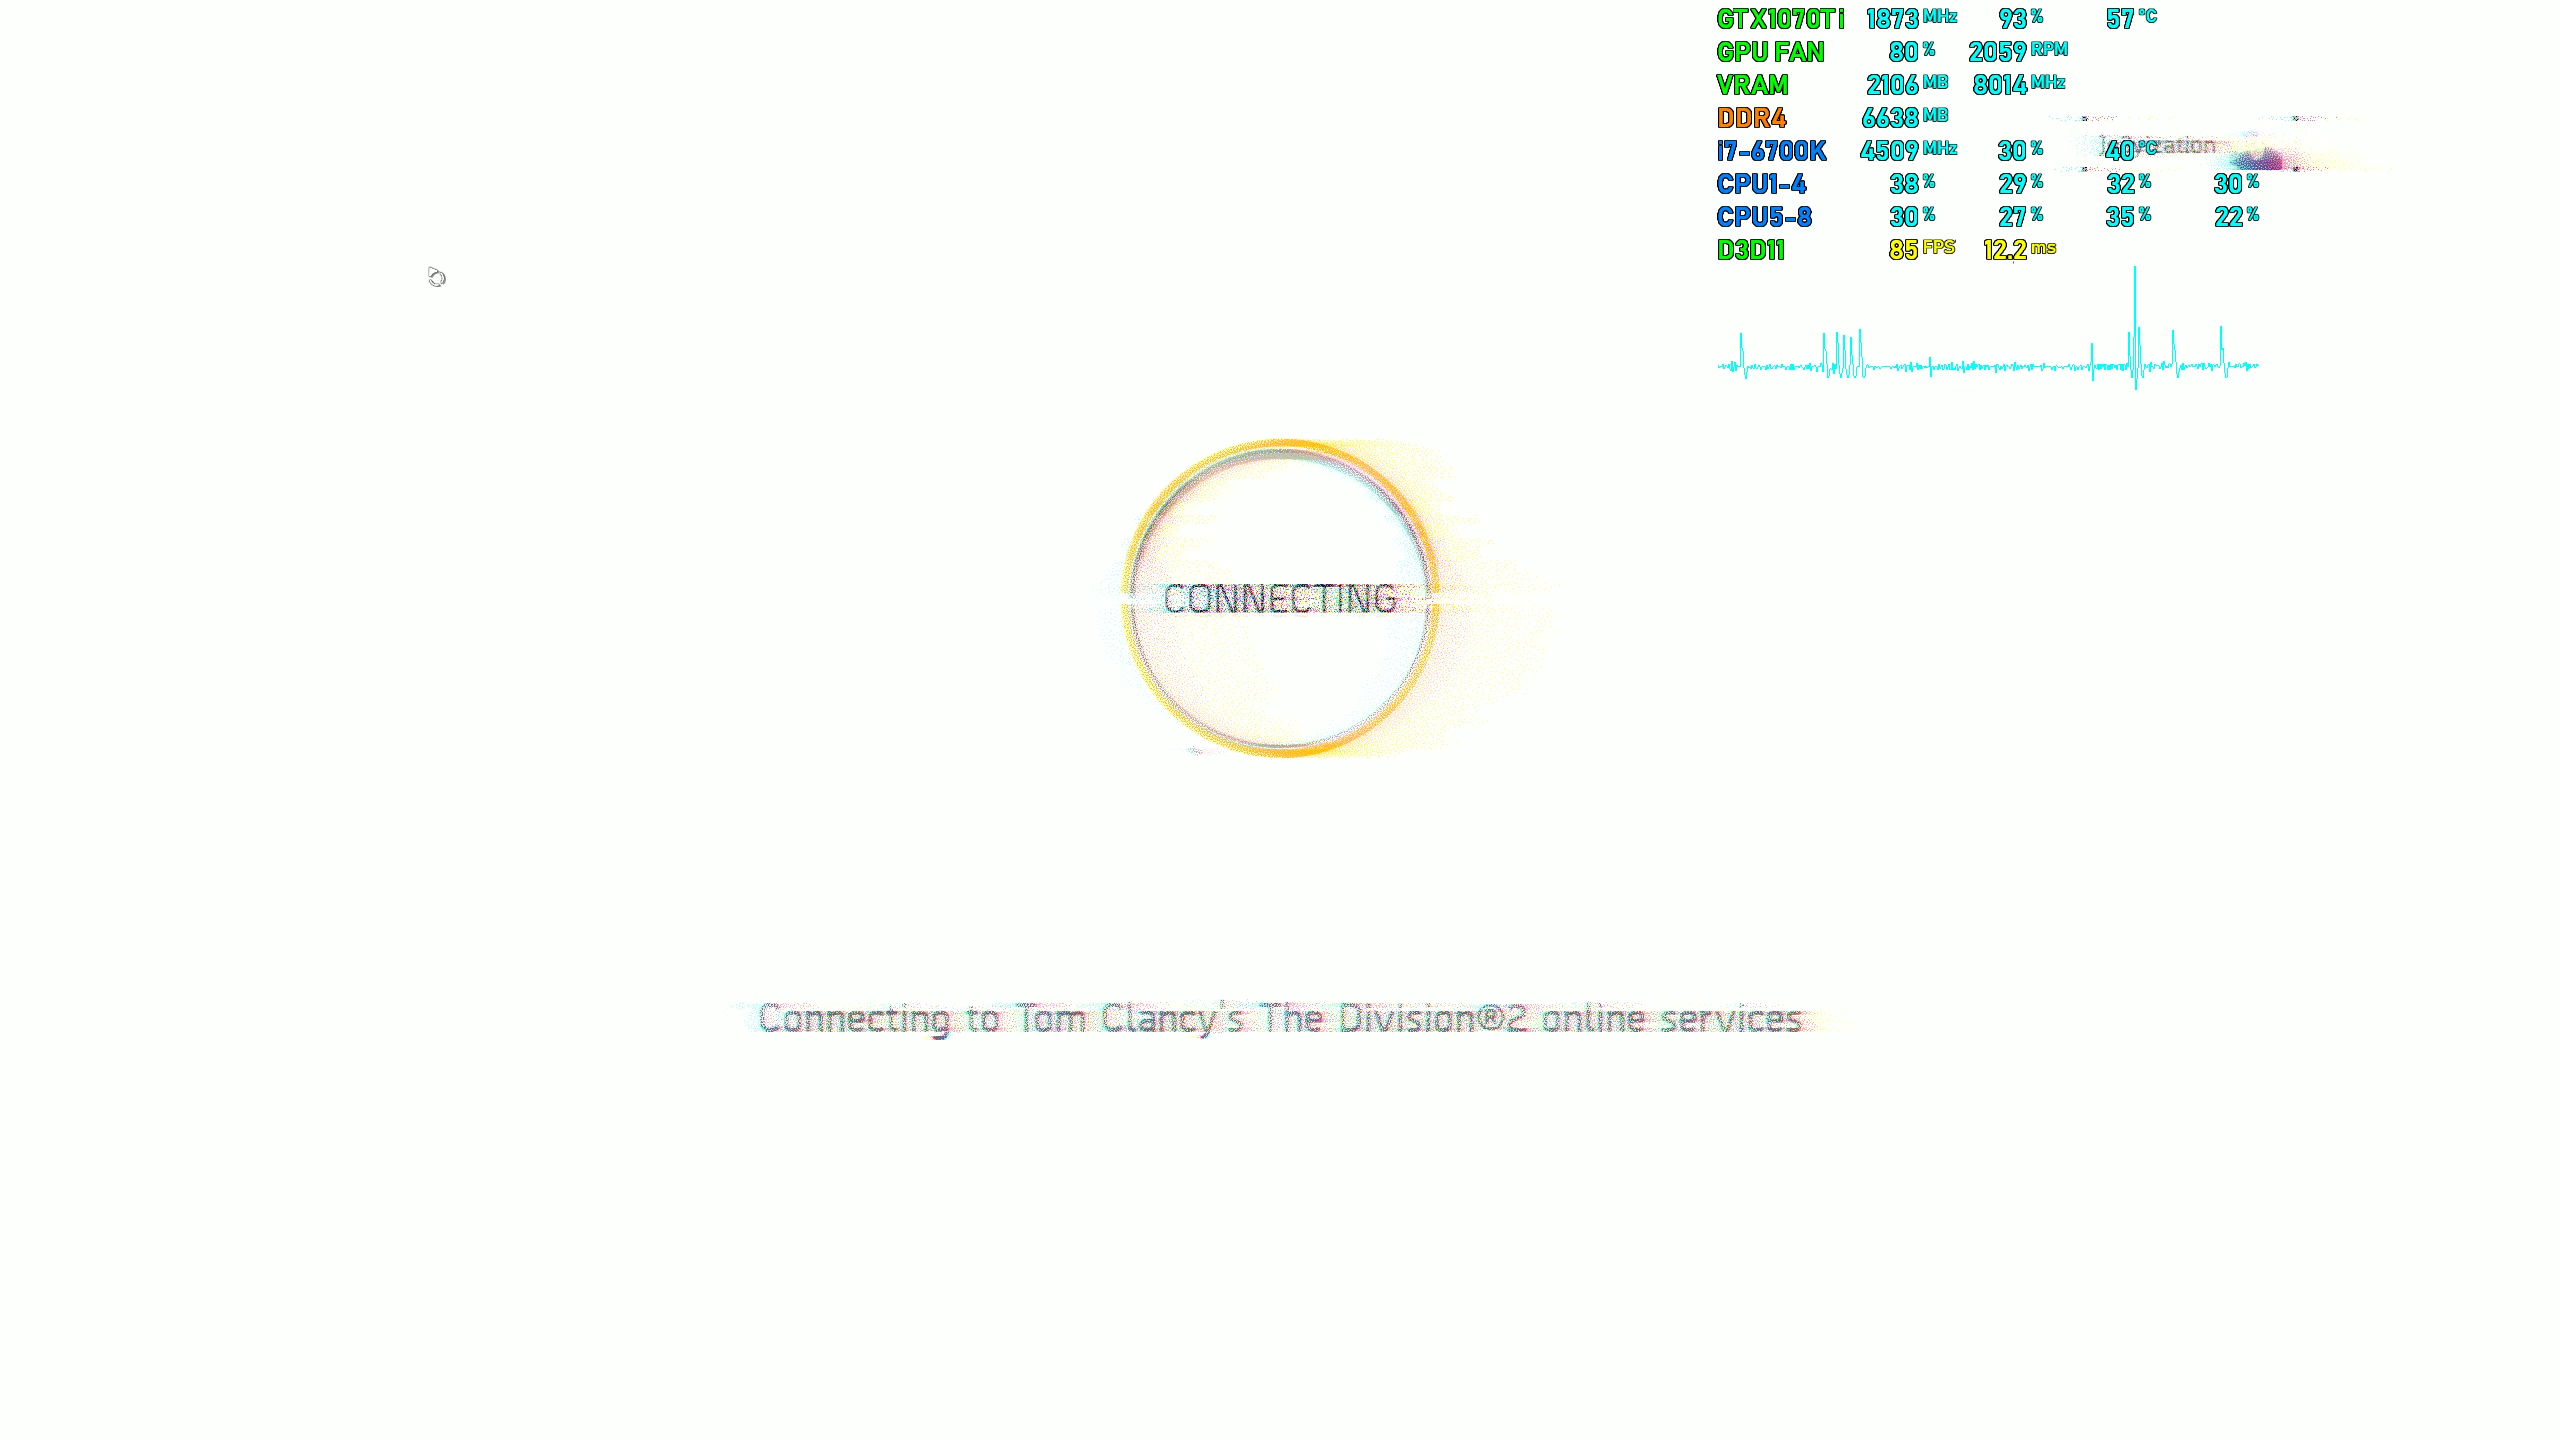 GTX1070Ti 1873 MHz 93 % 57 °C
GPU FAN 80 % 2059 RPM
VRAM 2106 MB 8014 MHz
DDR4 6638 MB
i7-6700K 4509 MHz 30 % 40 °C
CPU1-4 38 % 29 % 32 % 30 %
CPU5-8 30 % 27 % 35 % 22 %
D3D11 85 FPS 12.2 ms
CONNECTING
Connecting to Tom Clancy's The Division®2 online services